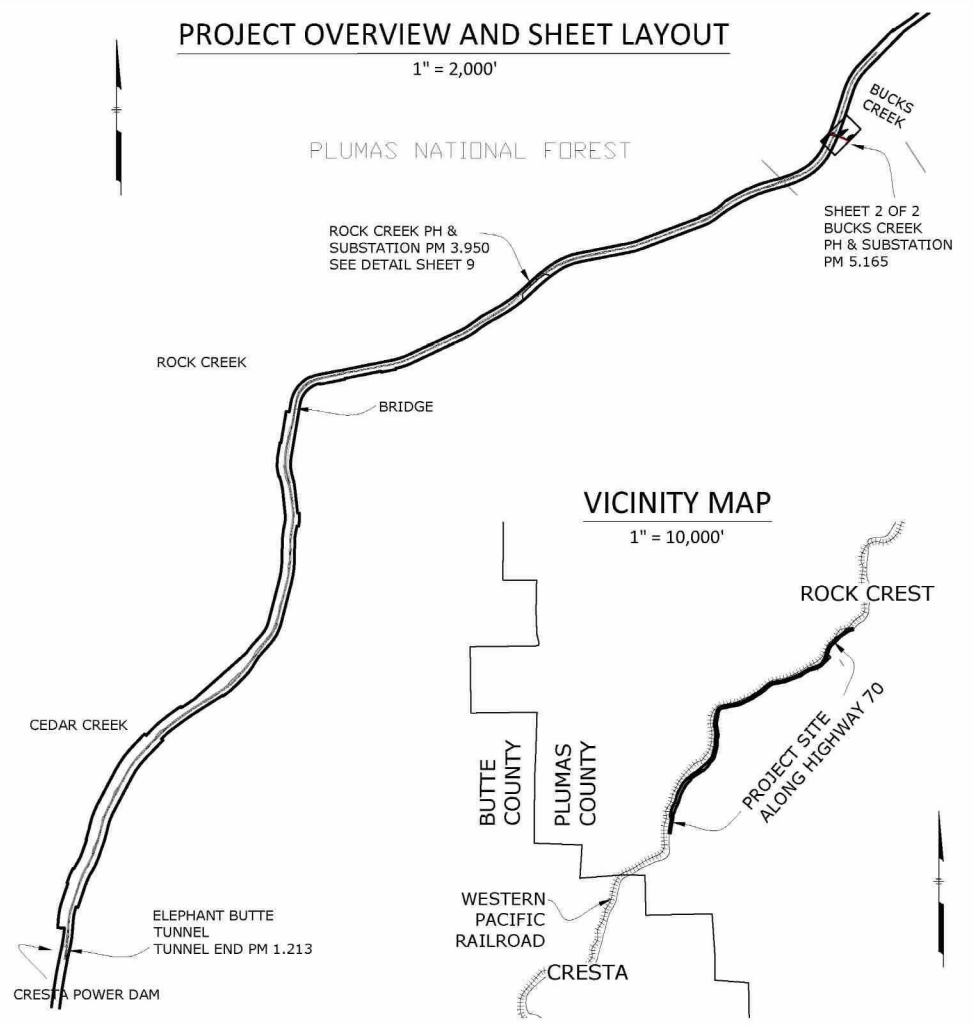 PROJECT OVERVIEW AND SHEET LAYOUT
1" = 2,000'
BUCKS
CREEK
PLUMAS NATIONAL FOREST
SHEET 2 OF 2
BUCKS CREEK
PH & SUBSTATION
PM 5.165
ROCK CREEK PH &
SUBSTATION PM 3.950
SEE DETAIL SHEET 9
ROCK CREEK
BRIDGE
CEDAR CREEK
ELEPHANT BUTTE
TUNNEL
TUNNEL END PM 1.213
CRESTA POWER DAM
VICINITY MAP
1" = 10,000'
ROCK CREST
PROJECT SITE
ALONG HIGHWAY 70
BUTTE
COUNTY
PLUMAS
COUNTY
WESTERN
PACIFIC
RAILROAD
CRESTA